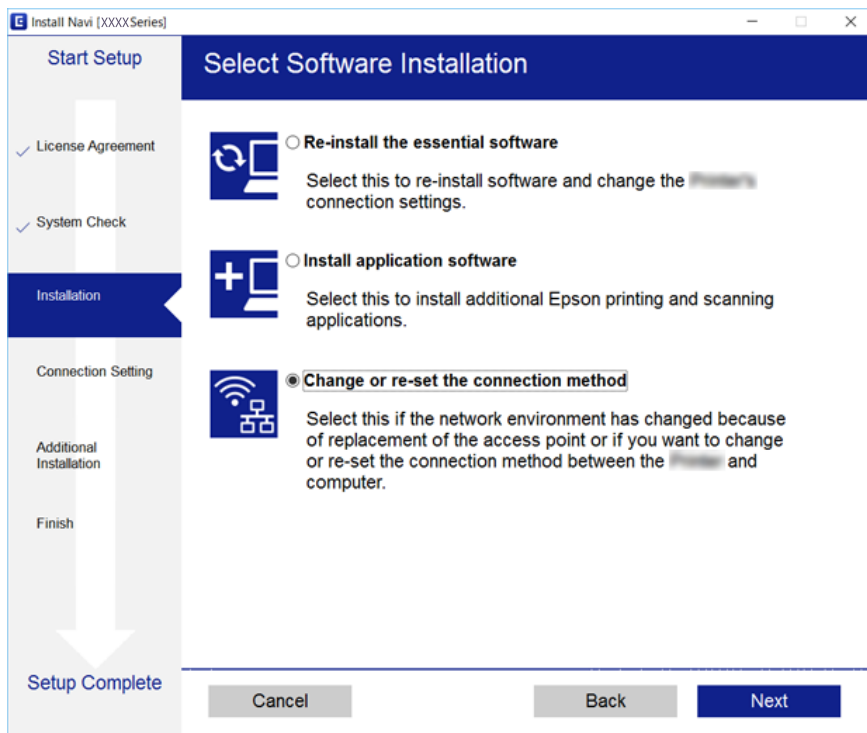 E Install Navi [XXXXSeries]
Start Setup
Select Software Installation
License Agreement
System Check
Installation
Connection Setting
Additional
Installation
Finish
Setup Complete
Re-install the essential software
Select this to re-install software and change the
connection settings.
Install application software
Select this to install additional Epson printing and scanning
applications.
Change or re-set the connection method
Select this if the network environment has changed because
of replacement of the access point or if you want to change
or re-set the connection method between the and
computer.
Cancel
Back
Next